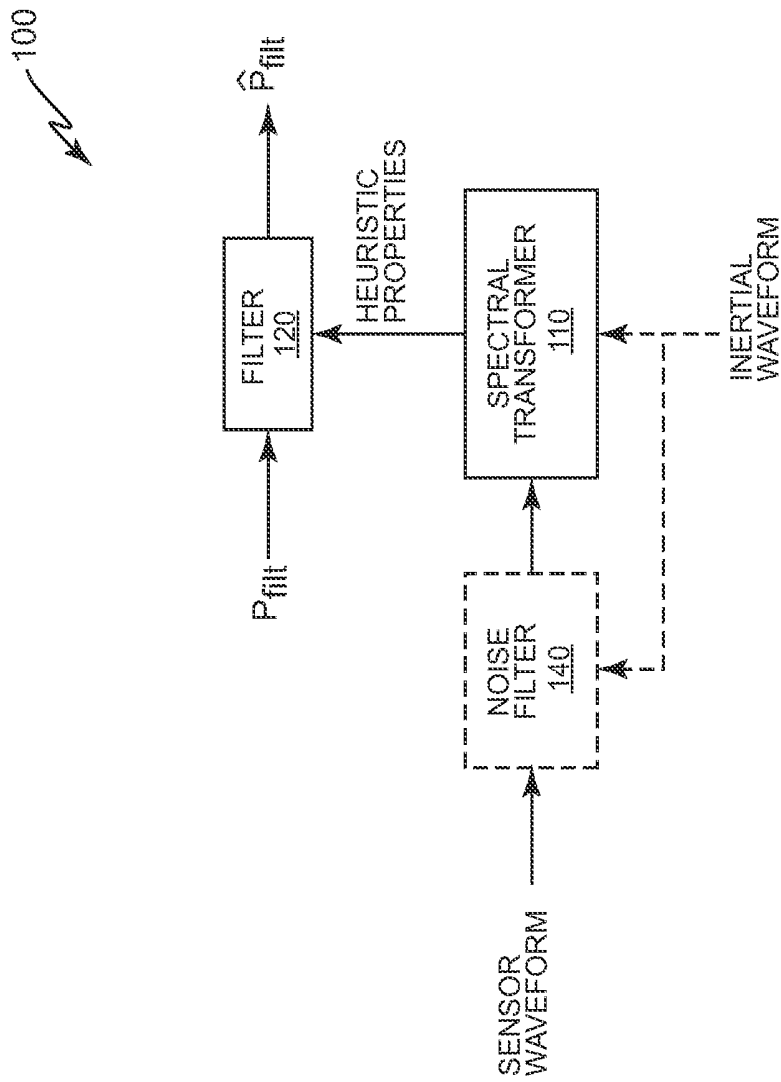 100
P̂filt
FILTER
120
Pfilt
HEURISTIC
PROPERTIES
SPECTRAL
TRANSFORMER
110
NOISE
FILTER
140
SENSOR
WAVEFORM
INERTIAL
WAVEFORM